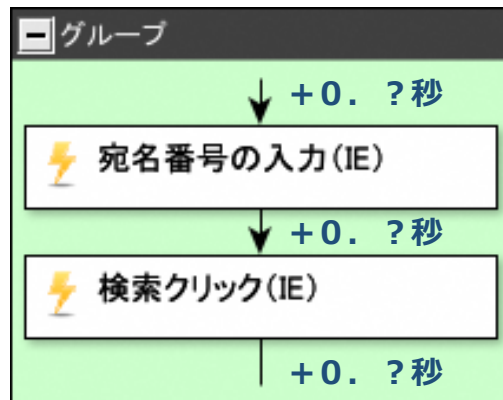 グループ
+0. ?秒
宛名番号の入力(IE)
+0. ?秒
検索クリック(IE)
+0. ?秒